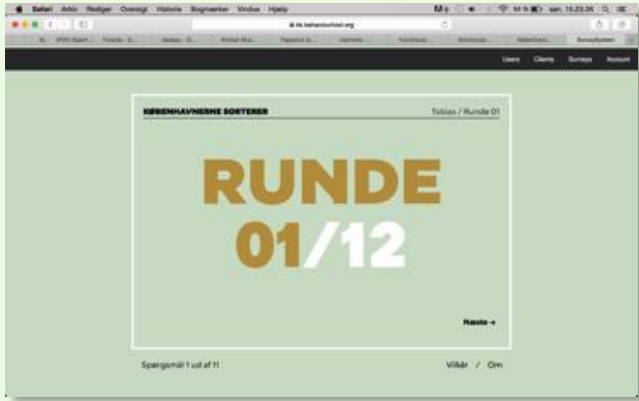 Safari Arkiv Rediger Oversigt Historie Bogmærker Vindue Hjælp
Users Clients Surveys Account
KØBENHAVNERNE SORTERER Tobias / Runde 01
RUNDE
01/12
Næste →
Spørgsmål 1 ud af 11 Vilkår / Om